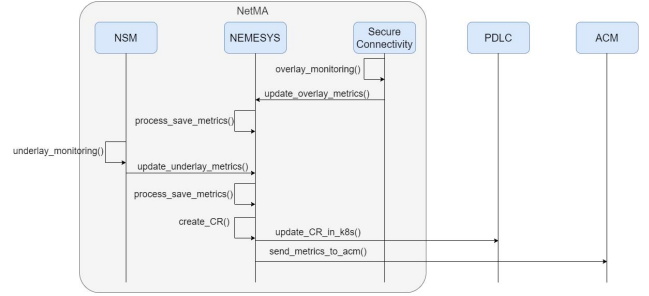 NetMA
NSM
NEMESYS
Secure
Connectivity
PDLC
ACM
overlay_monitoring()
update_overlay_metrics()
process_save_metrics()
underlay_monitoring()
update_underlay_metrics()
process_save_metrics()
create_CR()
update_CR_in_k8s()
send_metrics_to_acm()